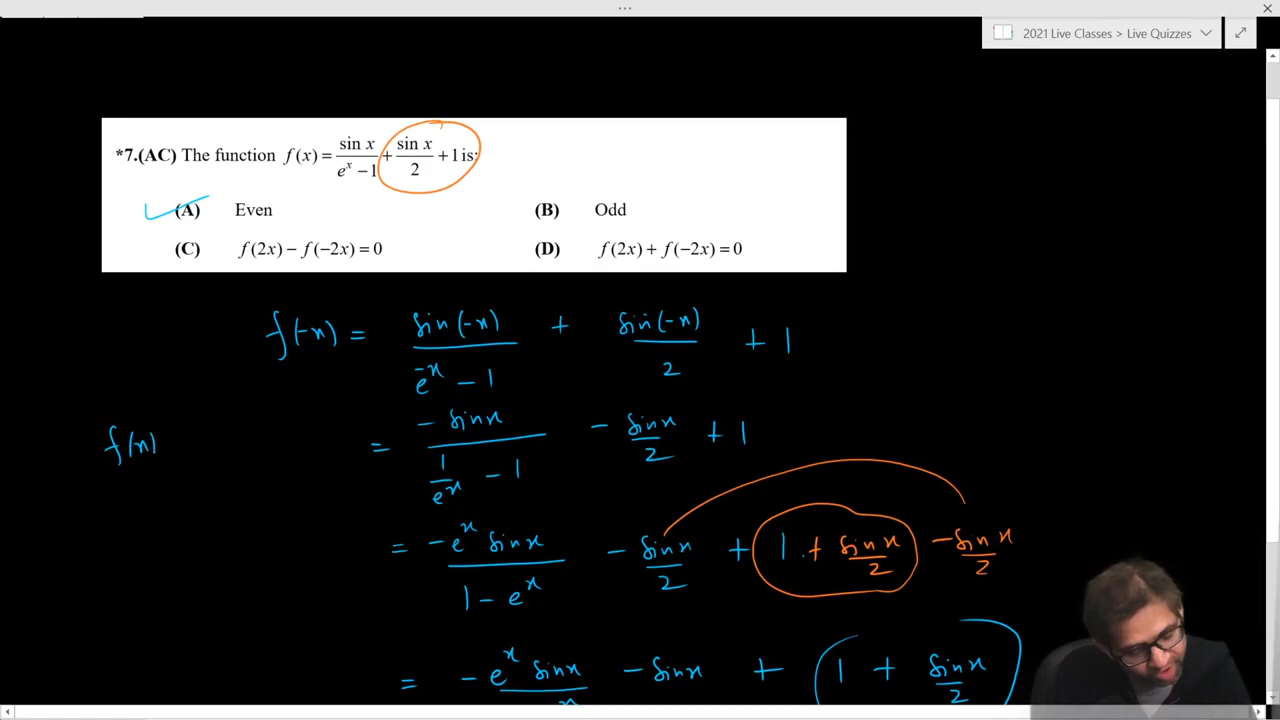 2021 Live Classes > Live Quizzes
*7.(AC) The function f(x) = sin x / (e^x − 1) + sin x / 2 + 1 is:
(A) Even (B) Odd
(C) f(2x) − f(−2x) = 0 (D) f(2x) + f(−2x) = 0
f(-x) = sin(-x) / (e^-x - 1) + sin(-x) / 2 + 1
f(x) = - sin x / (1/e^x - 1) - sin x / 2 + 1
= -e^x sin x / (1 - e^x) - sin x / 2 + 1 + sin x / 2 - sin x / 2
= -e^x sin x - sin x + 1 + sin x / 2